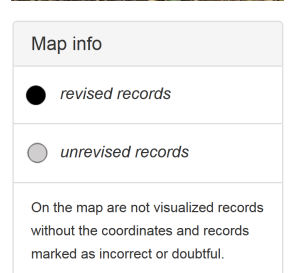 Map info
revised records
unrevised records
On the map are not visualized records
without the coordinates and records
marked as incorrect or doubtful.